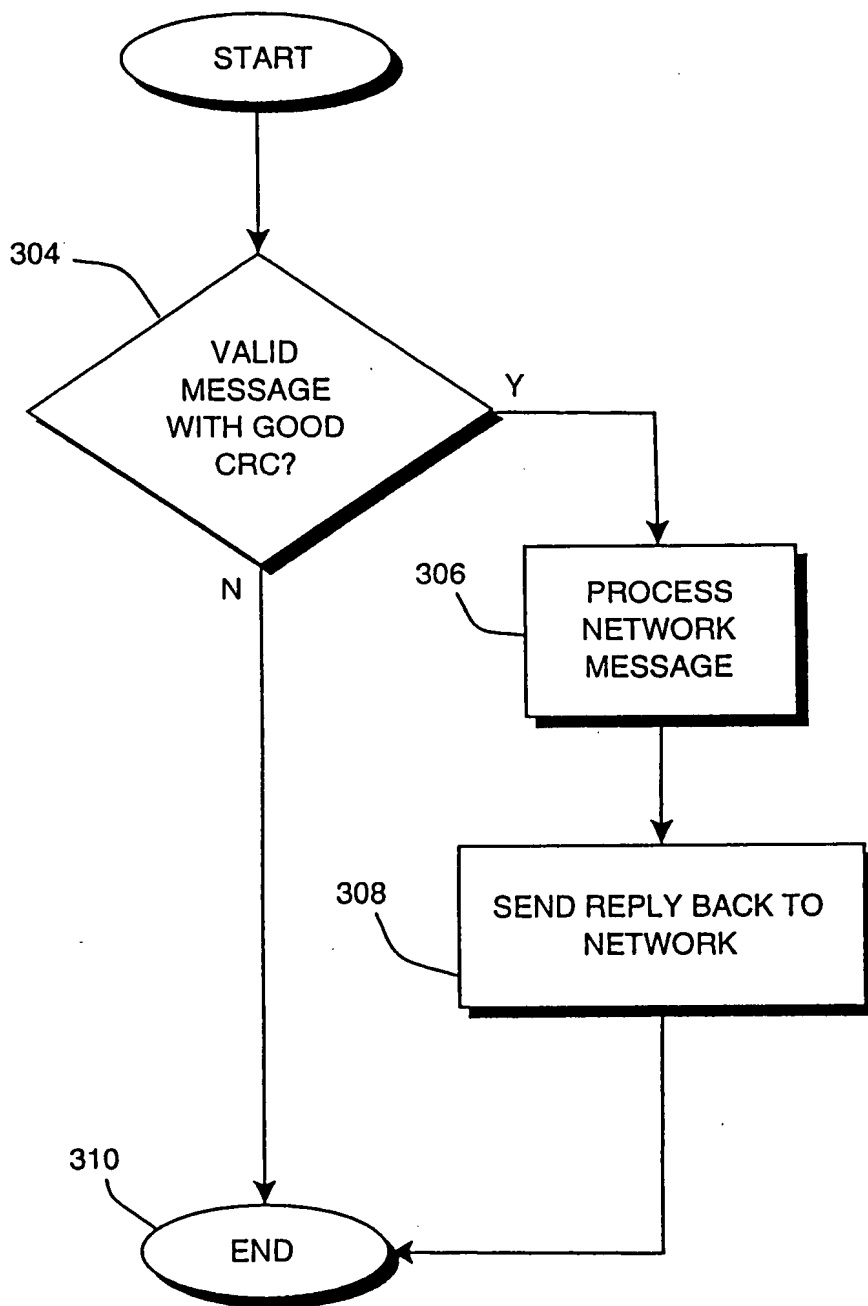 START
304
VALID
MESSAGE
WITH GOOD
CRC?
Y
N
306
PROCESS
NETWORK
MESSAGE
308
SEND REPLY BACK TO
NETWORK
310
END